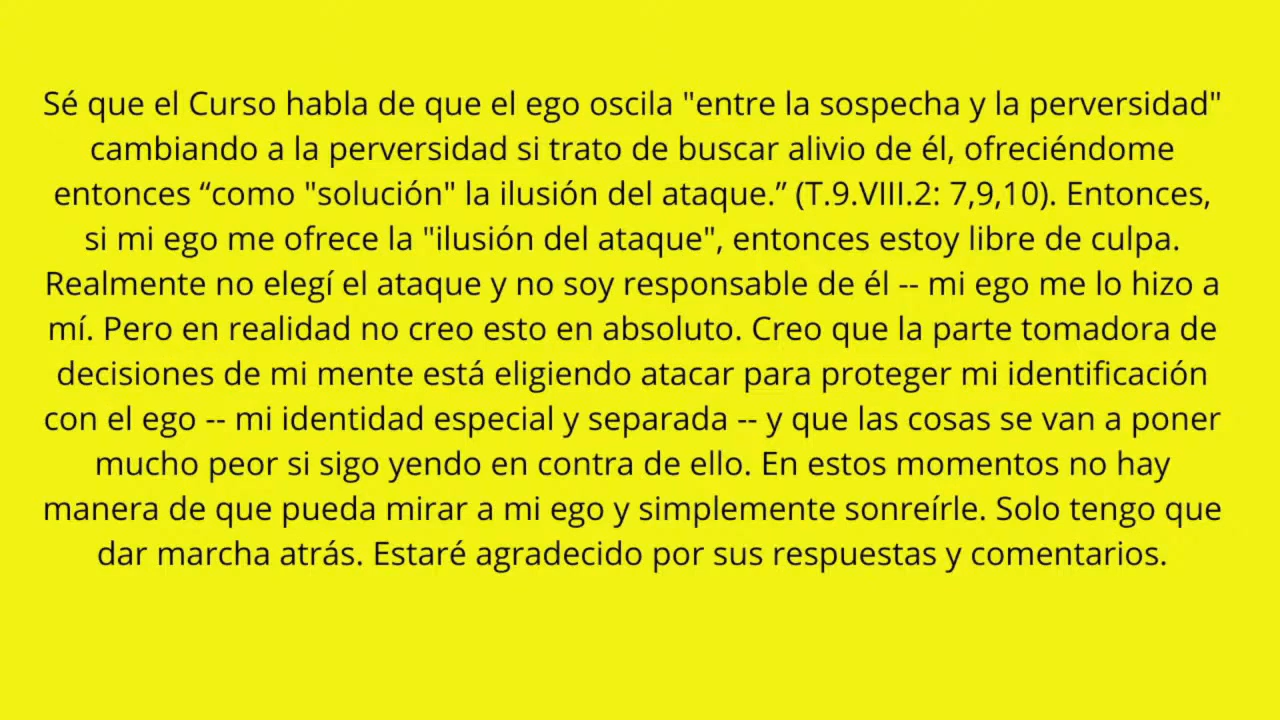 Sé que el Curso habla de que el ego oscila "entre la sospecha y la perversidad"
cambiando a la perversidad si trato de buscar alivio de él, ofreciéndome
entonces “como "solución" la ilusión del ataque.” (T.9.VIII.2: 7,9,10). Entonces,
si mi ego me ofrece la "ilusión del ataque", entonces estoy libre de culpa.
Realmente no elegí el ataque y no soy responsable de él -- mi ego me lo hizo a
mí. Pero en realidad no creo esto en absoluto. Creo que la parte tomadora de
decisiones de mi mente está eligiendo atacar para proteger mi identificación
con el ego -- mi identidad especial y separada -- y que las cosas se van a poner
mucho peor si sigo yendo en contra de ello. En estos momentos no hay
manera de que pueda mirar a mi ego y simplemente sonreírle. Solo tengo que
dar marcha atrás. Estaré agradecido por sus respuestas y comentarios.